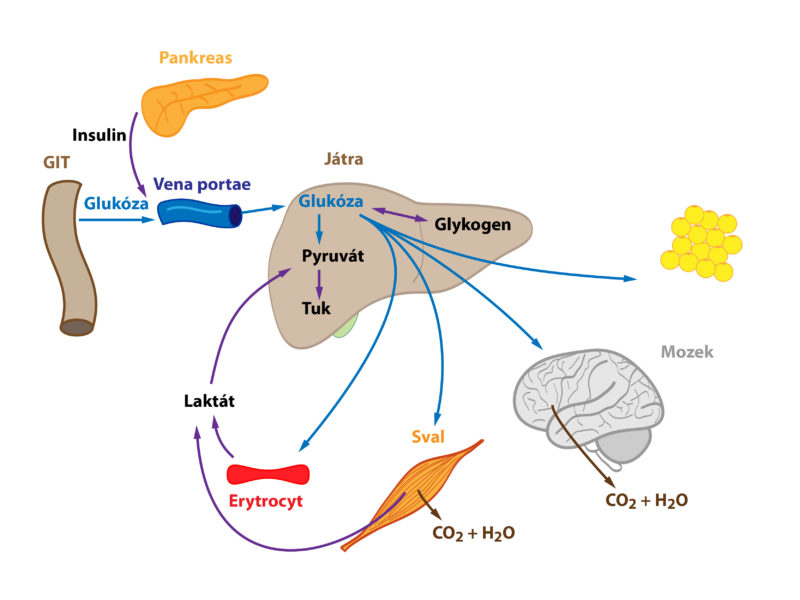 Pankreas
Insulin
GIT
Játra
Vena portae
Glukóza
Glukóza
Glykogen
Pyruvát
Tuk
Mozek
Laktát
Sval
Erytrocyt
CO₂ + H₂O
CO₂ + H₂O